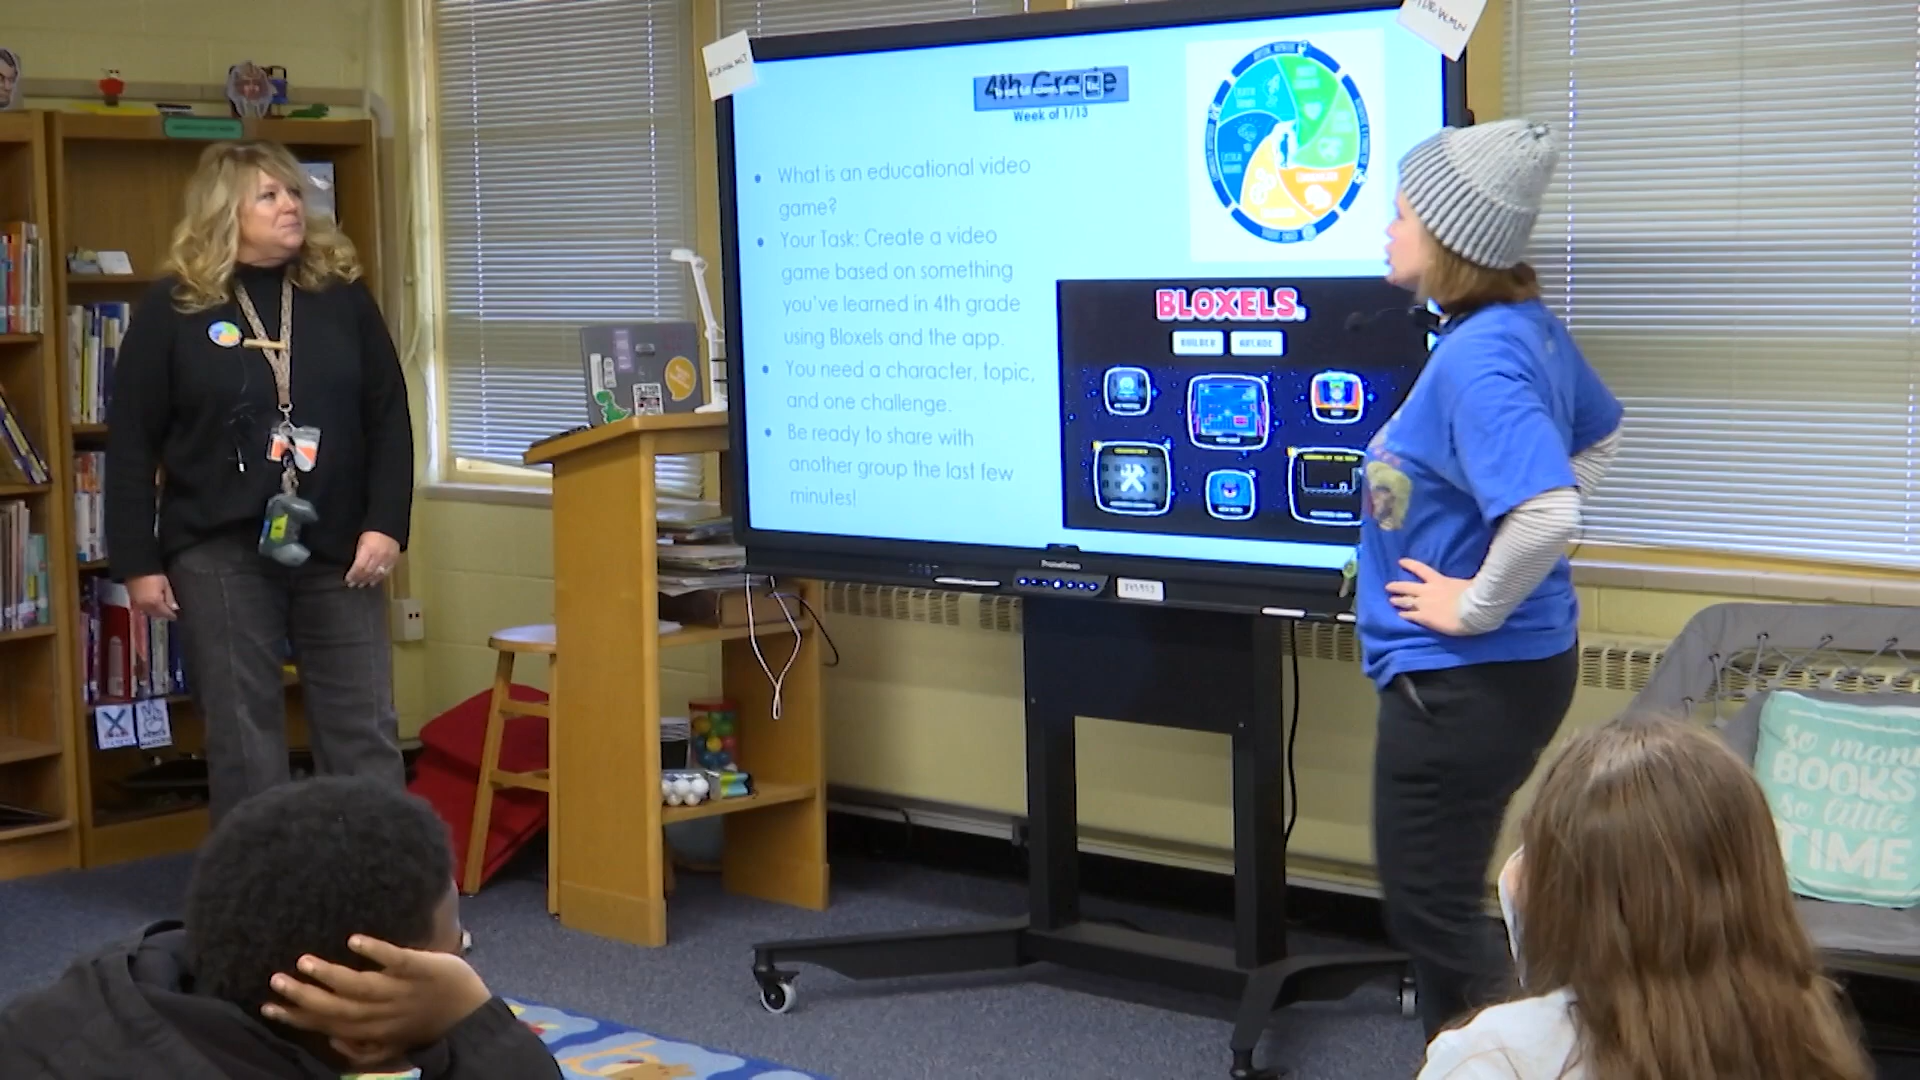 4th Grade
Week of 1/13
• What is an educational video
game?
• Your Task: Create a video
game based on something
you've learned in 4th grade
using Bloxels and the app.
• You need a character, topic,
and one challenge.
• Be ready to share with
another group the last few
minutes!
BLOXELS
BUILDER ARCADE
Promethean
so many
BOOKS
so little
TIME